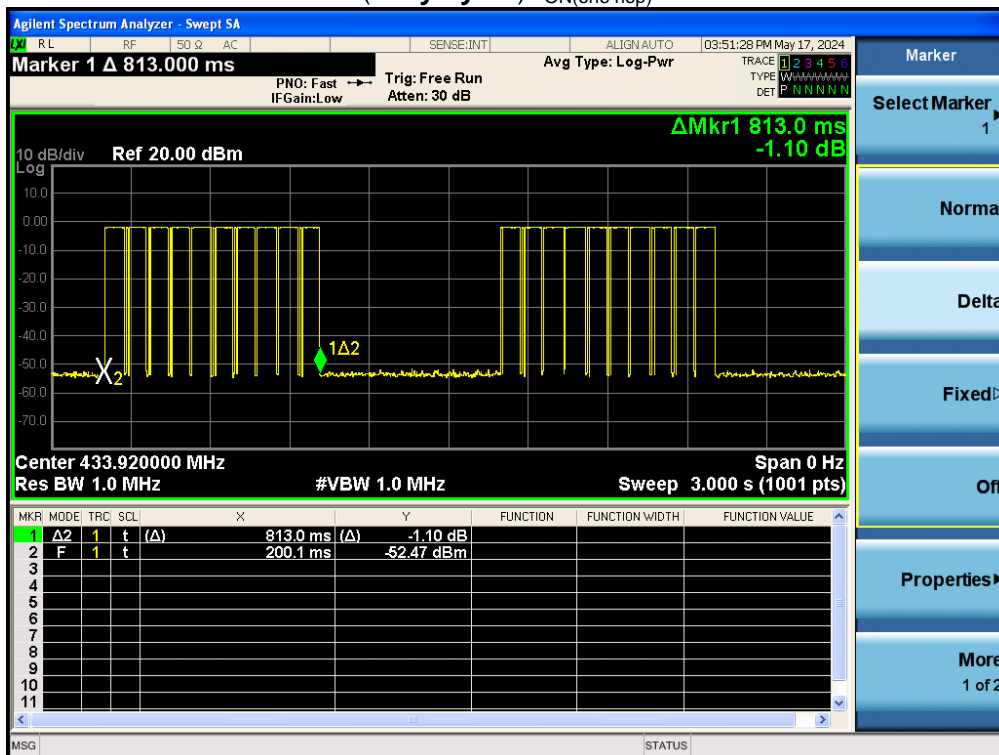 ON(one hop)
Agilent Spectrum Analyzer - Swept SA
LXI RL RF 50 Ω AC SENSE:INT ALIGN AUTO 03:51:28 PM May 17, 2024
Marker 1 Δ 813.000 ms
PNO: Fast
IFGain:Low
Trig: Free Run
Atten: 30 dB
Avg Type: Log-Pwr
TRACE 1 2 3 4 5 6
TYPE WWWWWW
DET P N N N N N
ΔMkr1 813.0 ms
-1.10 dB
10 dB/div Ref 20.00 dBm
Log
10.0
0.00
-10.0
-20.0
-30.0
-40.0
-50.0
-60.0
-70.0
1Δ2
X2
Center 433.920000 MHz Span 0 Hz
Res BW 1.0 MHz #VBW 1.0 MHz Sweep 3.000 s (1001 pts)
MKR MODE TRC SCL X Y FUNCTION FUNCTION WIDTH FUNCTION VALUE
1 Δ2 1 t (Δ) 813.0 ms (Δ) -1.10 dB
2 F 1 t 200.1 ms -52.47 dBm
3
4
5
6
7
8
9
10
11
MSG STATUS
Marker
Select Marker
1
Norma
Delta
Fixed
Off
Properties
More
1 of 2